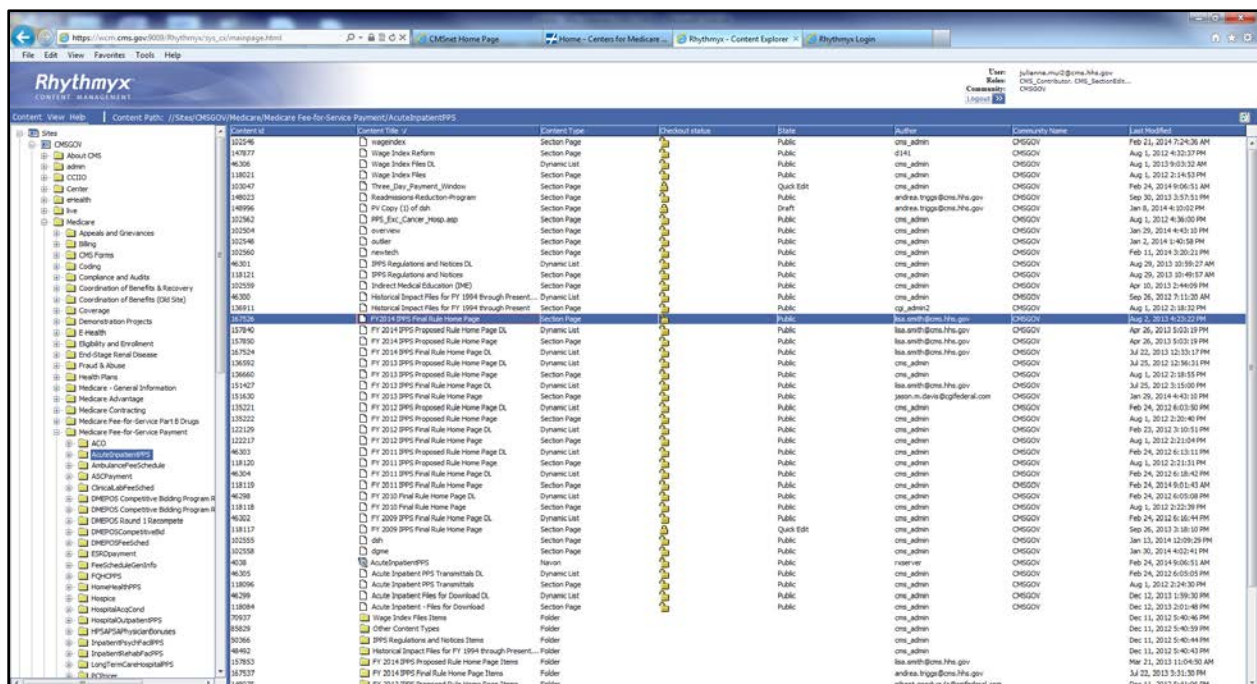 https://wcm.cms.gov:9009/Rhythmyx/sys_cx/mainpage.html CMSnet Home Page Home - Centers for Medicare ... Rhythmyx - Content Explorer Rhythmyx Login
File Edit View Favorites Tools Help
Rhythmyx
CONTENT MANAGEMENT
User: julianna.mui2@cms.hhs.gov
Roles: CMS_Contributor, CMS_SectionEdit...
Community: CMSGOV
Logout
Content View Help Content Path: //Sites/CMSGOV/Medicare/Medicare Fee-for-Service Payment/AcuteInpatientPPS
Sites
CMSGOV
About CMS
admin
CCIIO
Center
eHealth
live
Medicare
Appeals and Grievances
Billing
CMS Forms
Coding
Compliance and Audits
Coordination of Benefits & Recovery
Coordination of Benefits (Old Site)
Coverage
Demonstration Projects
E-Health
Eligibility and Enrollment
End-Stage Renal Disease
Fraud & Abuse
Health Plans
Medicare - General Information
Medicare Advantage
Medicare Contracting
Medicare Fee-for-Service Part B Drugs
Medicare Fee-for-Service Payment
ACO
AcuteInpatientPPS
AmbulanceFeeSchedule
ASCPayment
ClinicalLabFeeSched
DMEPOS Competitive Bidding Program R
DMEPOS Competitive Bidding Program R
DMEPOS Round 1 Recompete
DMEPOSCompetitiveBid
DMEPOSFeeSched
ESRDpayment
FeeScheduleGenInfo
FQHCPPS
HomeHealthPPS
Hospice
HospitalAcqCond
HospitalOutpatientPPS
HPSAPSAPhysicianBonuses
InpatientPsychFacilPPS
InpatientRehabFacPPS
LongTermCareHospitalPPS
PCPricer
Content id Content Title Content Type Checkout status State Author Community Name Last Modified
102546 wageindex Section Page Public cms_admin CMSGOV Feb 21, 2014 7:24:36 AM
147877 Wage Index Reform Section Page Public d141 CMSGOV Aug 1, 2012 4:32:37 PM
46306 Wage Index Files DL Dynamic List Public cms_admin CMSGOV Aug 1, 2013 9:03:32 AM
118021 Wage Index Files Section Page Public cms_admin CMSGOV Aug 1, 2012 2:14:53 PM
103047 Three_Day_Payment_Window Section Page Quick Edit cms_admin CMSGOV Feb 24, 2014 9:06:51 AM
148023 Readmissions-Reduction-Program Section Page Public andrea.triggs@cms.hhs.gov CMSGOV Sep 30, 2013 3:57:51 PM
148996 PV Copy (1) of dsh Section Page Draft andrea.triggs@cms.hhs.gov CMSGOV Jan 8, 2014 4:10:02 PM
102562 PPS_Exc_Cancer_Hosp.asp Section Page Public cms_admin CMSGOV Aug 1, 2012 4:36:00 PM
102504 overview Section Page Public cms_admin CMSGOV Jan 29, 2014 4:43:10 PM
102548 outlier Section Page Public cms_admin CMSGOV Jan 2, 2014 1:40:58 PM
102560 newtech Section Page Public cms_admin CMSGOV Feb 11, 2014 3:20:21 PM
46301 IPPS Regulations and Notices DL Dynamic List Public cms_admin CMSGOV Aug 29, 2013 10:59:27 AM
118121 IPPS Regulations and Notices Section Page Public cms_admin CMSGOV Aug 29, 2013 10:49:57 AM
102559 Indirect Medical Education (IME) Section Page Public cms_admin CMSGOV Apr 10, 2013 2:44:09 PM
46300 Historical Impact Files for FY 1994 through Present... Dynamic List Public cms_admin CMSGOV Sep 26, 2012 7:11:20 AM
136911 Historical Impact Files for FY 1994 through Present Section Page Public cgi_admin2 CMSGOV Aug 1, 2012 2:18:32 PM
167526 FY2014 IPPS Final Rule Home Page Section Page Public lisa.smith@cms.hhs.gov CMSGOV Aug 2, 2013 4:23:22 PM
157840 FY 2014 IPPS Proposed Rule Home Page DL Dynamic List Public lisa.smith@cms.hhs.gov CMSGOV Apr 26, 2013 5:03:19 PM
157850 FY 2014 IPPS Proposed Rule Home Page Section Page Public lisa.smith@cms.hhs.gov CMSGOV Apr 26, 2013 5:03:19 PM
167524 FY 2014 IPPS Final Rule Home Page DL Dynamic List Public lisa.smith@cms.hhs.gov CMSGOV Jul 22, 2013 12:33:17 PM
136592 FY 2013 IPPS Proposed Rule Home Page DL Dynamic List Public cms_admin CMSGOV Jul 25, 2012 12:56:31 PM
136660 FY 2013 IPPS Proposed Rule Home Page Section Page Public cms_admin CMSGOV Aug 1, 2012 2:18:55 PM
151427 FY 2013 IPPS Final Rule Home Page DL Dynamic List Public lisa.smith@cms.hhs.gov CMSGOV Jul 25, 2012 3:15:00 PM
151630 FY 2013 IPPS Final Rule Home Page Section Page Public jason.m.davis@cgifederal.com CMSGOV Jan 29, 2014 4:43:10 PM
135221 FY 2012 IPPS Proposed Rule Home Page DL Dynamic List Public cms_admin CMSGOV Feb 24, 2012 6:03:50 PM
135222 FY 2012 IPPS Proposed Rule Home Page Section Page Public cms_admin CMSGOV Aug 1, 2012 2:20:40 PM
122129 FY 2012 IPPS Final Rule Home Page DL Dynamic List Public cms_admin CMSGOV Feb 23, 2012 3:10:51 PM
122217 FY 2012 IPPS Final Rule Home Page Section Page Public cms_admin CMSGOV Aug 1, 2012 2:21:04 PM
46303 FY 2011 IPPS Proposed Rule Home Page DL Dynamic List Public cms_admin CMSGOV Feb 24, 2012 6:13:11 PM
118120 FY 2011 IPPS Proposed Rule Home Page Section Page Public cms_admin CMSGOV Aug 1, 2012 2:21:31 PM
46304 FY 2011 IPPS Final Rule Home Page DL Dynamic List Public cms_admin CMSGOV Feb 24, 2012 6:18:42 PM
118119 FY 2011 IPPS Final Rule Home Page Section Page Public cms_admin CMSGOV Feb 24, 2014 9:01:43 AM
46298 FY 2010 Final Rule Home Page DL Dynamic List Public cms_admin CMSGOV Feb 24, 2012 6:05:08 PM
118118 FY 2010 Final Rule Home Page Section Page Public cms_admin CMSGOV Aug 1, 2012 2:22:39 PM
46302 FY 2009 IPPS Final Rule Home Page DL Dynamic List Public cms_admin CMSGOV Feb 24, 2012 6:16:44 PM
118117 FY 2009 IPPS Final Rule Home Page Section Page Quick Edit cms_admin CMSGOV Sep 26, 2013 3:18:10 PM
102555 dsh Section Page Public cms_admin CMSGOV Jan 13, 2014 12:09:29 PM
102558 dgme Section Page Public cms_admin CMSGOV Jan 30, 2014 4:02:41 PM
4038 AcuteInpatientPPS Navon Public rxserver CMSGOV Feb 24, 2014 9:06:51 AM
46305 Acute Inpatient PPS Transmittals DL Dynamic List Public cms_admin CMSGOV Feb 24, 2012 6:05:05 PM
118096 Acute Inpatient PPS Transmittals Section Page Public cms_admin CMSGOV Aug 1, 2012 2:24:30 PM
46299 Acute Inpatient Files for Download DL Dynamic List Public cms_admin CMSGOV Dec 12, 2013 1:59:30 PM
118084 Acute Inpatient - Files for Download Section Page Public cms_admin CMSGOV Dec 12, 2013 2:01:48 PM
70937 Wage Index Files Items Folder cms_admin Dec 11, 2012 5:40:46 PM
85829 Other Content Types Folder cms_admin Dec 11, 2012 5:40:59 PM
50366 IPPS Regulations and Notices Items Folder cms_admin Dec 11, 2012 5:40:44 PM
48492 Historical Impact Files for FY 1994 through Present... Folder cms_admin Dec 11, 2012 5:40:43 PM
157853 FY 2014 IPPS Proposed Rule Home Page Items Folder lisa.smith@cms.hhs.gov Mar 21, 2013 11:04:50 AM
167537 FY 2014 IPPS Final Rule Home Page Items Folder andrea.triggs@cms.hhs.gov Jul 22, 2013 3:31:50 PM